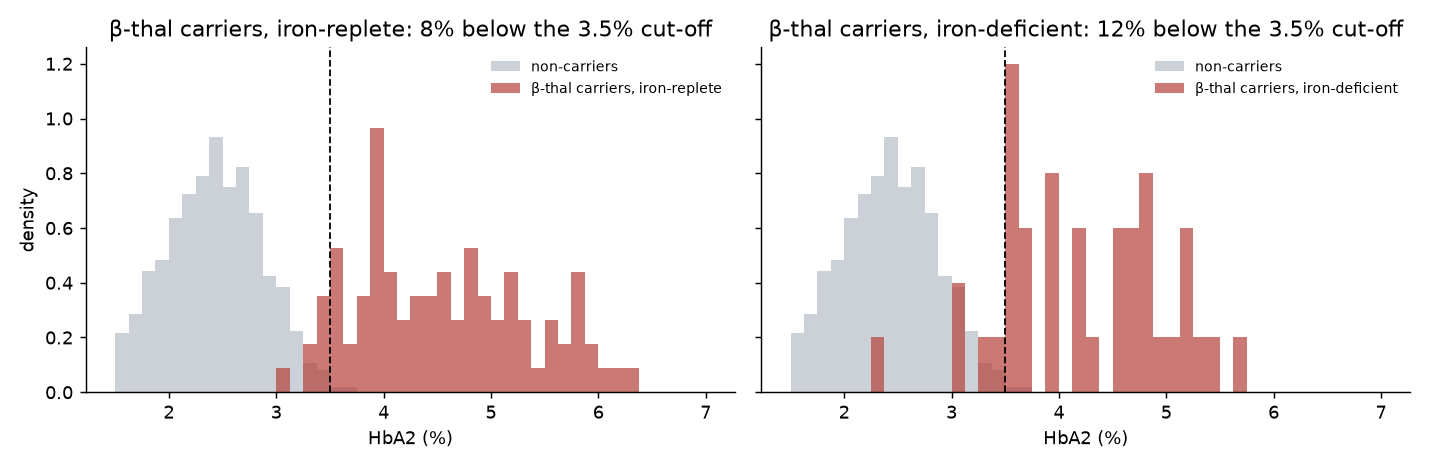 β-thal carriers, iron-replete: 8% below the 3.5% cut-off
non-carriers
β-thal carriers, iron-replete
density
1.2
1.0
0.8
0.6
0.4
0.2
0.0
2 3 4 5 6 7
HbA2 (%)
β-thal carriers, iron-deficient: 12% below the 3.5% cut-off
non-carriers
β-thal carriers, iron-deficient
2 3 4 5 6 7
HbA2 (%)